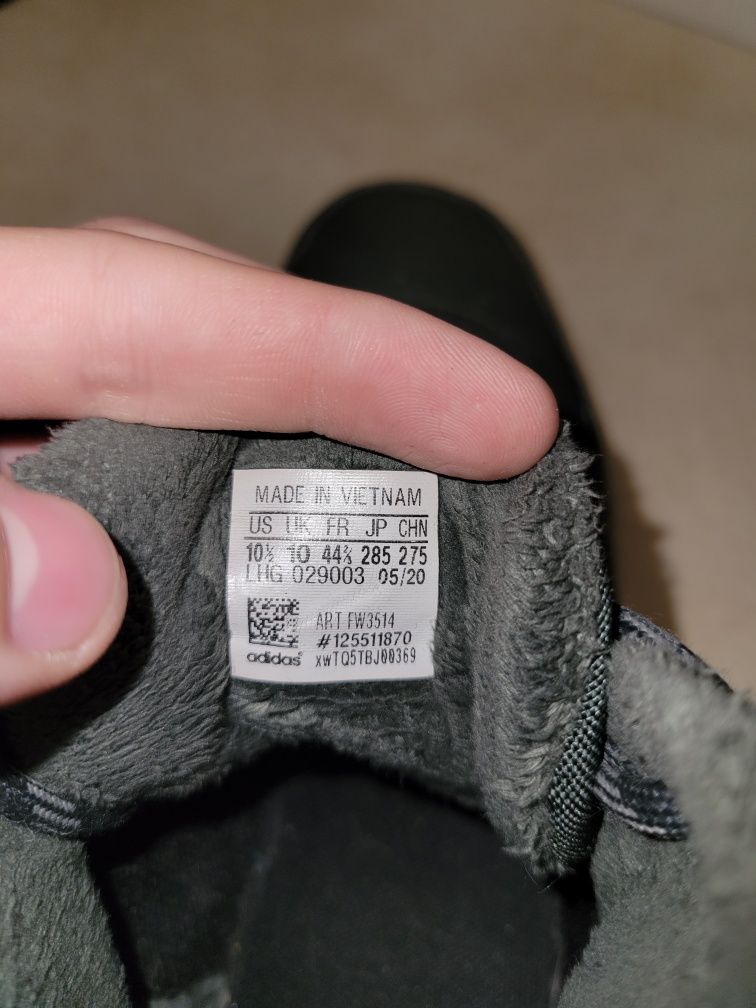 MADE IN VIETNAM
US UK FR JP CHN
10½ 10 44⅔ 285 275
LHG 029003 05/20
ART FW3514
#125511870
adidas® xwTQ5TBJ00369